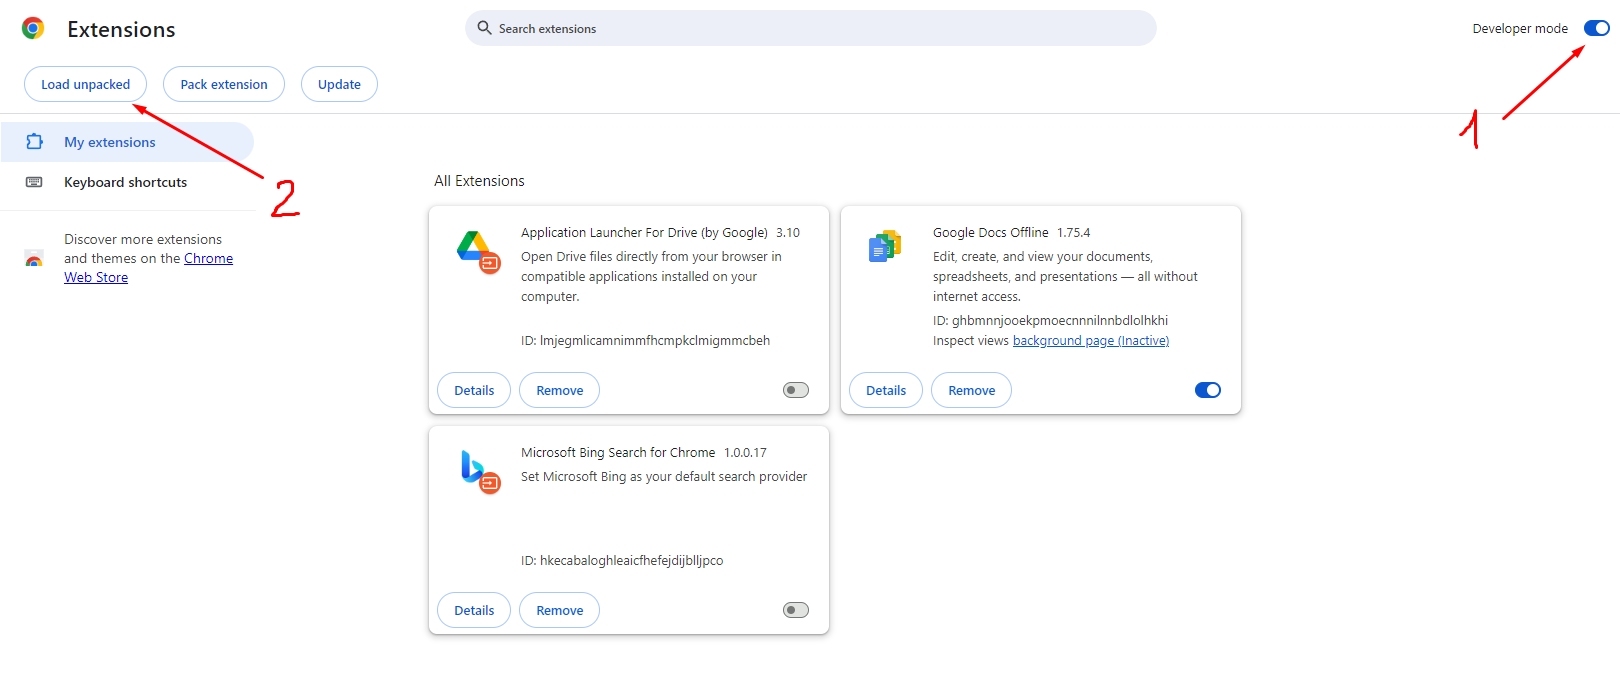 Extensions
Search extensions
Developer mode
Load unpacked
Pack extension
Update
1
My extensions
Keyboard shortcuts
2
Discover more extensions
and themes on the Chrome
Web Store
All Extensions
Application Launcher For Drive (by Google) 3.10
Open Drive files directly from your browser in
compatible applications installed on your
computer.
ID: lmjegmlicamnimmfhcmpkclmigmmcbeh
Details
Remove
Google Docs Offline 1.75.4
Edit, create, and view your documents,
spreadsheets, and presentations — all without
internet access.
ID: ghbmnnjooekpmoecnnnilnnbdlolhkhi
Inspect views background page (Inactive)
Details
Remove
Microsoft Bing Search for Chrome 1.0.0.17
Set Microsoft Bing as your default search provider
ID: hkecabaloghleaicfhefejdijblljpco
Details
Remove